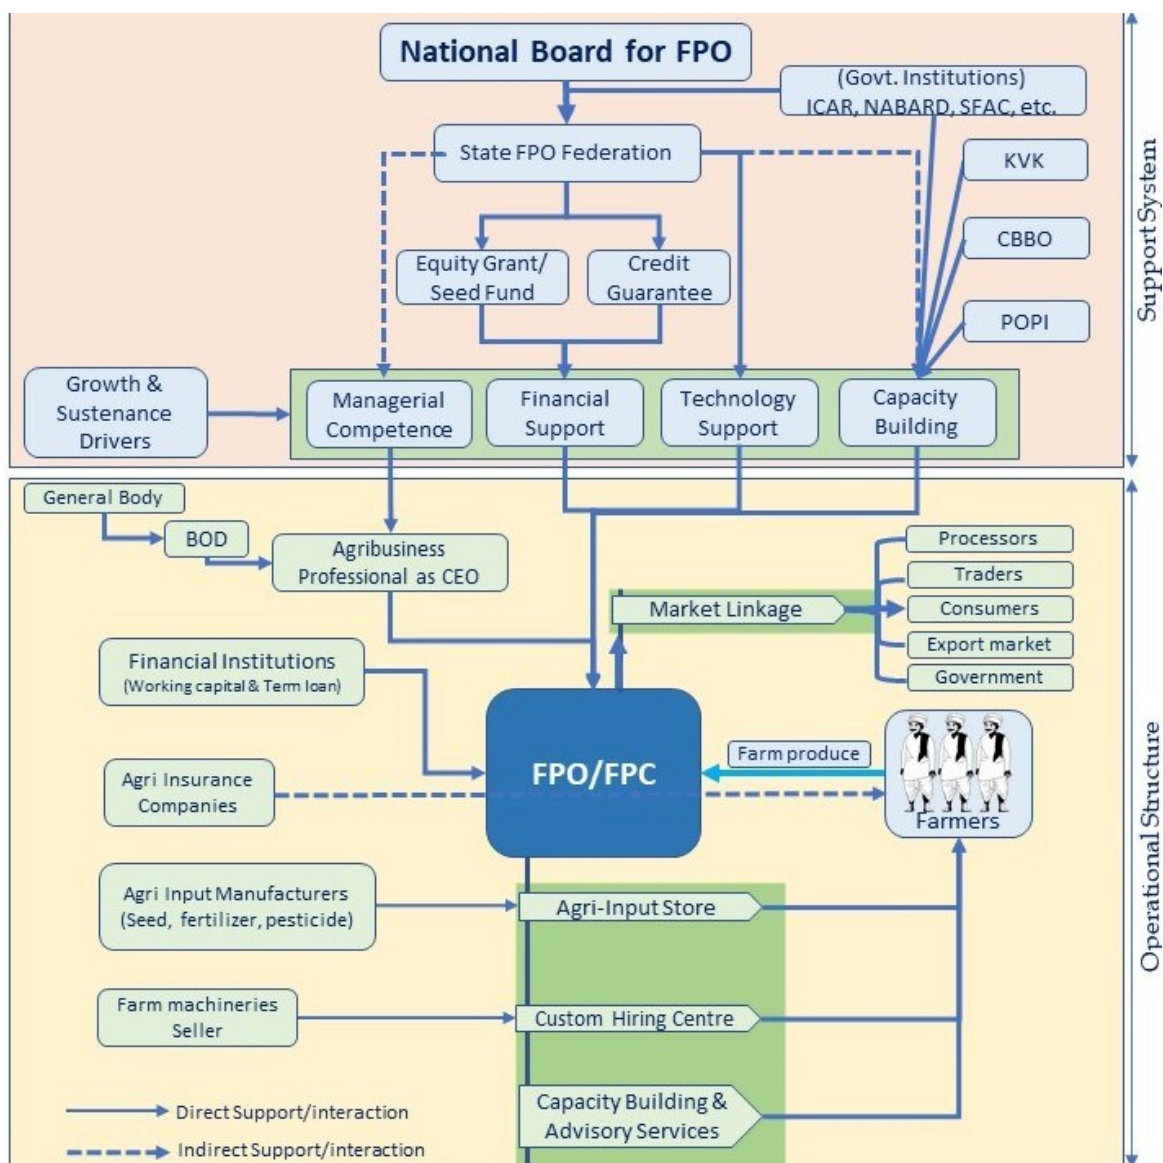 National Board for FPO
(Govt. Institutions)
ICAR, NABARD, SFAC, etc.
State FPO Federation
KVK
CBBO
POPI
Equity Grant/
Seed Fund
Credit
Guarantee
Support System
Growth &
Sustenance
Drivers
Managerial
Competence
Financial
Support
Technology
Support
Capacity
Building
General Body
BOD
Agribusiness
Professional as CEO
Processors
Traders
Market Linkage
Consumers
Export market
Government
Financial Institutions
(Working capital & Term loan)
FPO/FPC
Farm produce
Farmers
Agri Insurance
Companies
Operational Structure
Agri Input Manufacturers
(Seed, fertilizer, pesticide)
Agri-Input Store
Farm machineries
Seller
Custom Hiring Centre
Capacity Building &
Advisory Services
Direct Support/interaction
Indirect Support/interaction